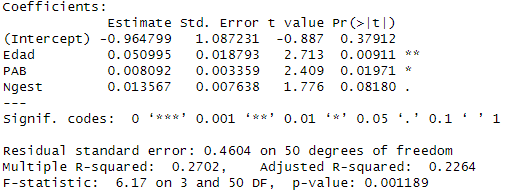 Coefficients:
Estimate Std. Error t value Pr(>|t|)
(Intercept) -0.964799 1.087231 -0.887 0.37912
Edad 0.050995 0.018793 2.713 0.00911 **
PAB 0.008092 0.003359 2.409 0.01971 *
Ngest 0.013567 0.007638 1.776 0.08180 .
---
Signif. codes: 0 ‘***’ 0.001 ‘**’ 0.01 ‘*’ 0.05 ‘.’ 0.1 ‘ ’ 1
Residual standard error: 0.4604 on 50 degrees of freedom
Multiple R-squared: 0.2702, Adjusted R-squared: 0.2264
F-statistic: 6.17 on 3 and 50 DF, p-value: 0.001189